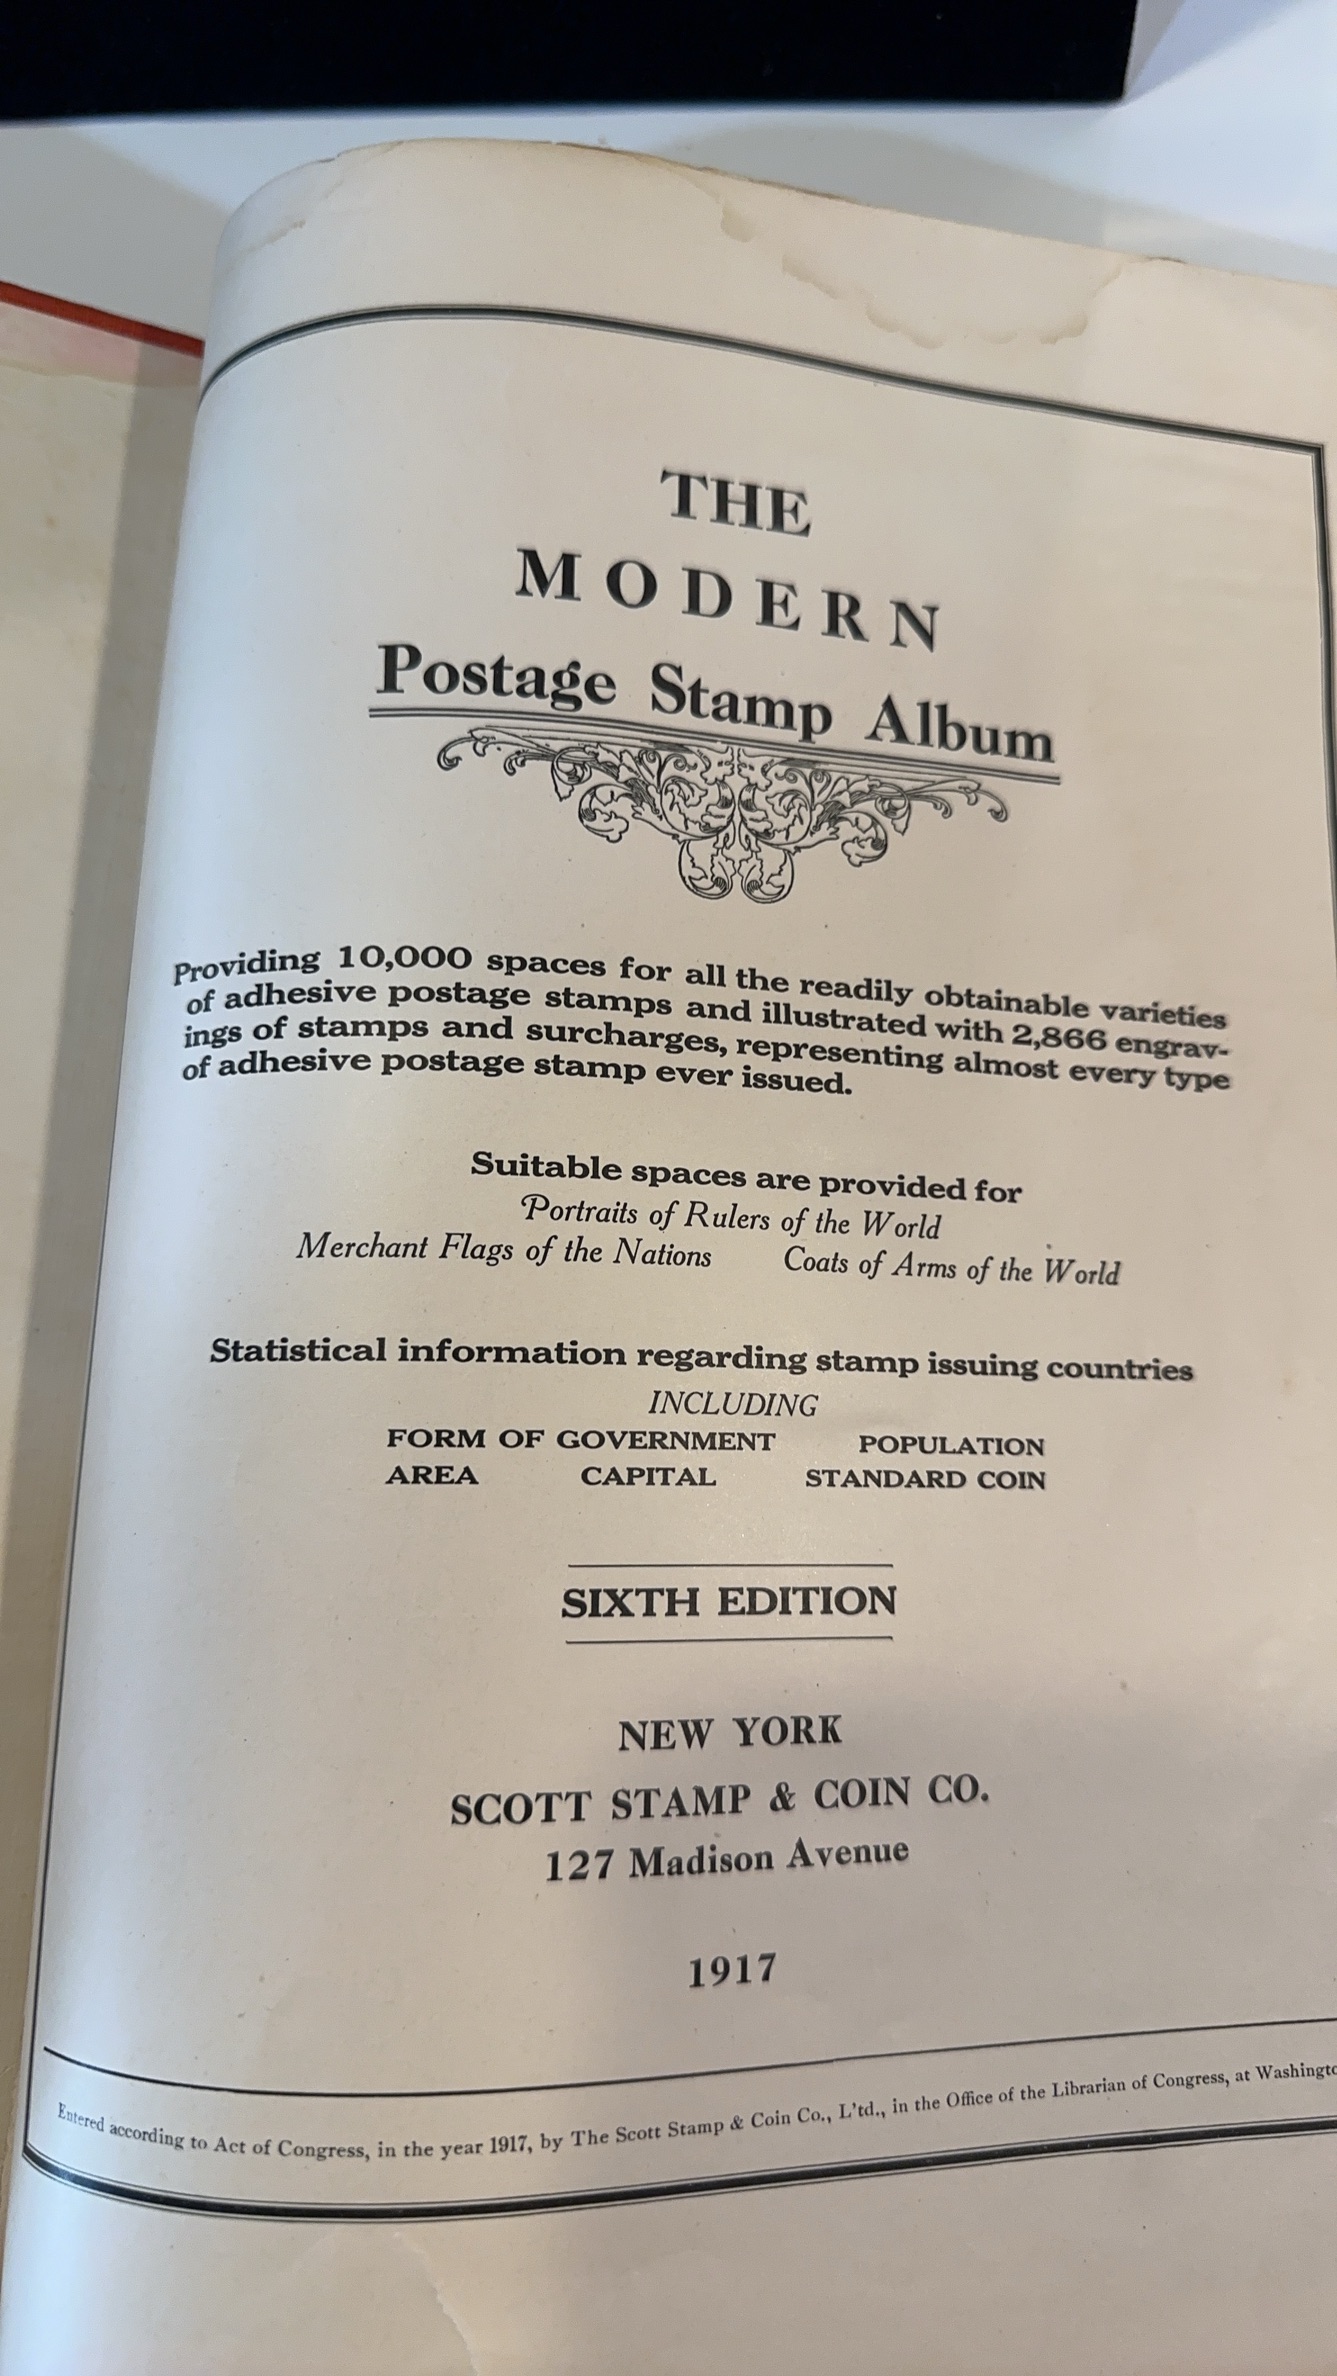 THE
MODERN
Postage Stamp Album
Providing 10,000 spaces for all the readily obtainable varieties
of adhesive postage stamps and illustrated with 2,866 engrav-
ings of stamps and surcharges, representing almost every type
of adhesive postage stamp ever issued.
Suitable spaces are provided for
Portraits of Rulers of the World
Merchant Flags of the Nations Coats of Arms of the World
Statistical information regarding stamp issuing countries
INCLUDING
FORM OF GOVERNMENT POPULATION
AREA CAPITAL STANDARD COIN
SIXTH EDITION
NEW YORK
SCOTT STAMP & COIN CO.
127 Madison Avenue
1917
Entered according to Act of Congress, in the year 1917, by The Scott Stamp & Coin Co., L'td., in the Office of the Librarian of Congress, at